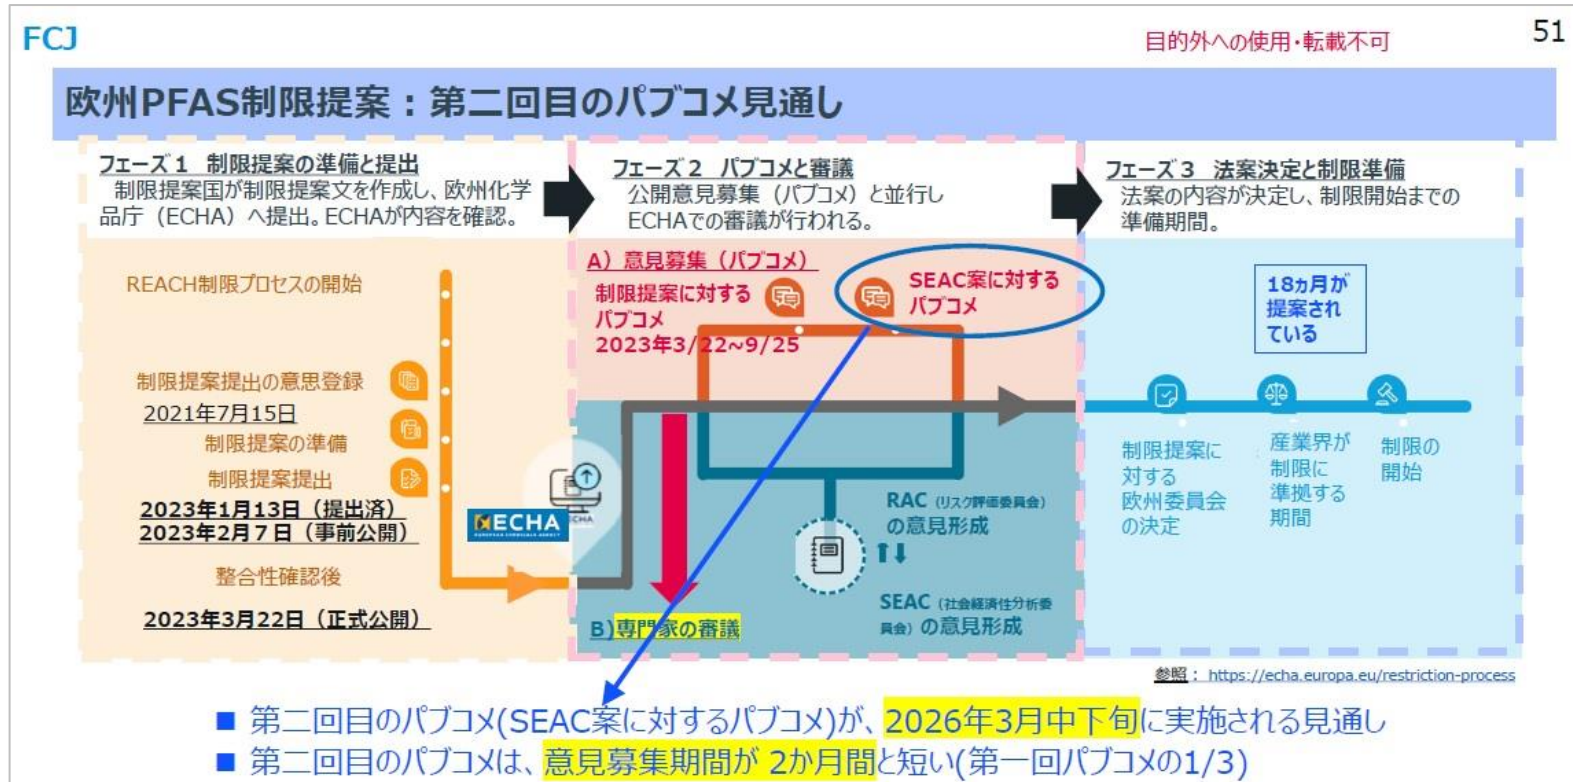 FCJ
目的外への使用・転載不可
51
欧州PFAS制限提案：第二回目のパブコメ見通し
フェーズ１ 制限提案の準備と提出
制限提案国が制限提案文を作成し、欧州化学
品庁（ECHA）へ提出。ECHAが内容を確認。
フェーズ２ パブコメと審議
公開意見募集（パブコメ）と並行し
ECHAでの審議が行われる。
フェーズ３ 法案決定と制限準備
法案の内容が決定し、制限開始までの
準備期間。
REACH制限プロセスの開始
制限提案提出の意思登録
2021年7月15日
制限提案の準備
制限提案提出
2023年1月13日（提出済）
2023年2月７日（事前公開）
整合性確認後
2023年3月22日（正式公開）
ECHA
EUROPEAN CHEMICALS AGENCY
A）意見募集（パブコメ）
制限提案に対する
パブコメ
2023年3/22~9/25
SEAC案に対する
パブコメ
RAC（リスク評価委員会）
の意見形成
SEAC（社会経済性分析委
員会）の意見形成
B)専門家の審議
18ヵ月が
提案され
ている
制限提案に
対する
欧州委員会
の決定
産業界が
制限に
準拠する
期間
制限の
開始
参照： https://echa.europa.eu/restriction-process
■ 第二回目のパブコメ(SEAC案に対するパブコメ)が、2026年3月中下旬に実施される見通し
■ 第二回目のパブコメは、意見募集期間が 2か月間と短い(第一回パブコメの1/3)